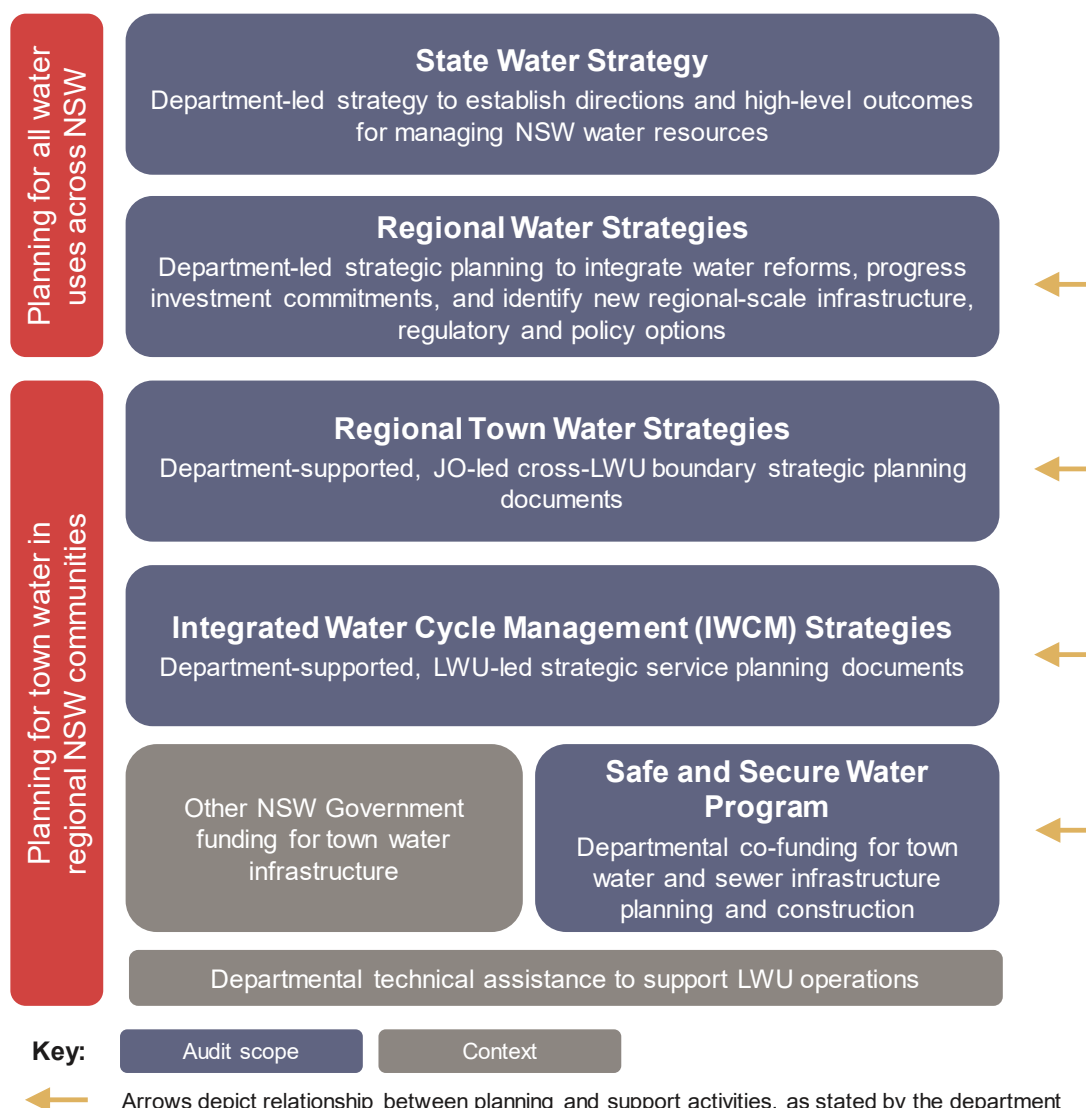 Planning for all water
uses across NSW
State Water Strategy
Department-led strategy to establish directions and high-level outcomes
for managing NSW water resources
Regional Water Strategies
Department-led strategic planning to integrate water reforms, progress
investment commitments, and identify new regional-scale infrastructure,
regulatory and policy options
Planning for town water in
regional NSW communities
Regional Town Water Strategies
Department-supported, JO-led cross-LWU boundary strategic planning
documents
Integrated Water Cycle Management (IWCM) Strategies
Department-supported, LWU-led strategic service planning documents
Other NSW Government
funding for town water
infrastructure
Safe and Secure Water
Program
Departmental co-funding for town
water and sewer infrastructure
planning and construction
Departmental technical assistance to support LWU operations
Key:
Audit scope
Context
Arrows depict relationship between planning and support activities, as stated by the department